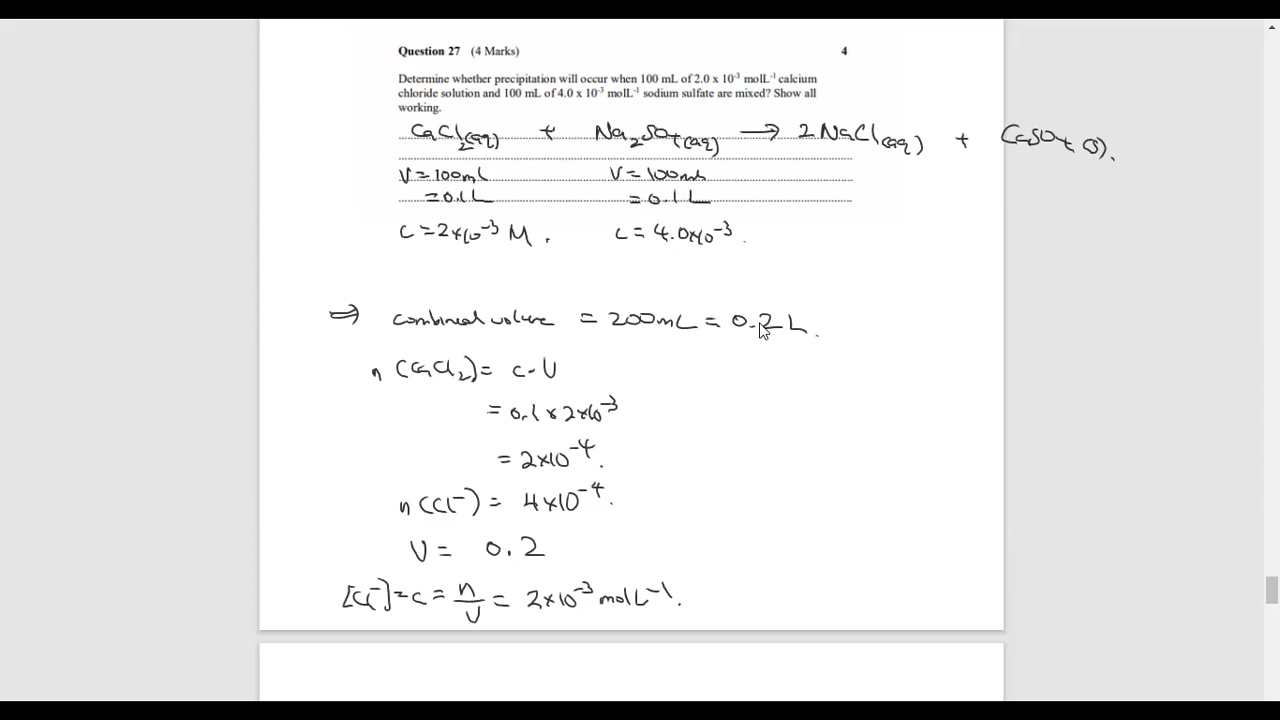 Question 27 (4 Marks) 4
Determine whether precipitation will occur when 100 mL of 2.0 x 10⁻³ molL⁻¹ calcium
chloride solution and 100 mL of 4.0 x 10⁻³ molL⁻¹ sodium sulfate are mixed? Show all
working.
CaCl₂(aq) + Na₂SO₄(aq) → 2NaCl(aq) + CaSO₄(s).
V=100mL V=100mL
=0.1L =0.1L
C=2×10⁻³ M. C=4.0×10⁻³.
⇒ combined volume = 200mL = 0.2L.
n(CaCl₂)= c·V
= 0.1×2×10⁻³
= 2×10⁻⁴.
n(Cl⁻)= 4×10⁻⁴.
V= 0.2
[Cl⁻]=c=n/V= 2×10⁻³ molL⁻¹.